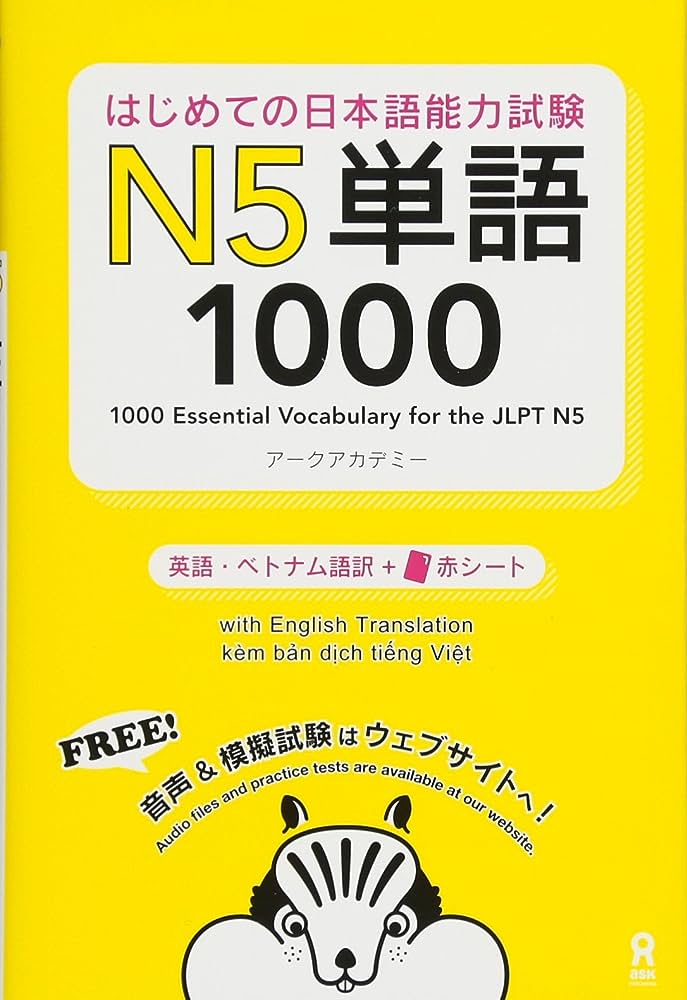 はじめての日本語能力試験
N5単語
1000
1000 Essential Vocabulary for the JLPT N5
アークアカデミー
英語・ベトナム語訳 + 赤シート
with English Translation
kèm bản dịch tiếng Việt
FREE!
音声 & 模擬試験はウェブサイトへ!
Audio files and practice tests are available at our website.
ask